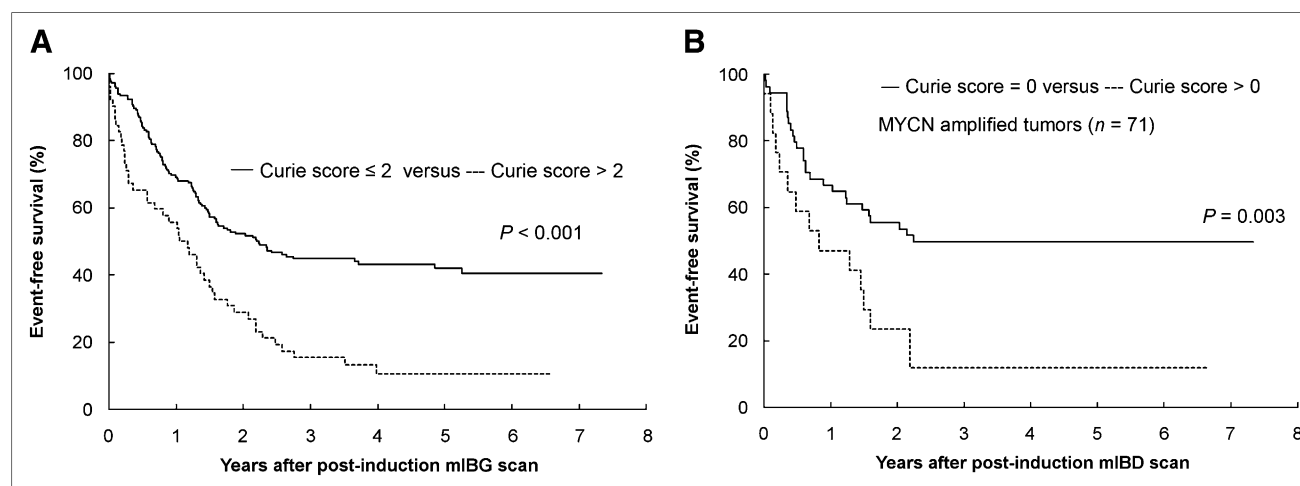 A
100
80
60
40
20
0
Event-free survival (%)
Curie score ≤ 2 versus --- Curie score > 2
P < 0.001
0 1 2 3 4 5 6 7 8
Years after post-induction mIBG scan
B
100
80
60
40
20
0
Event-free survival (%)
— Curie score = 0 versus --- Curie score > 0
MYCN amplified tumors (n = 71)
P = 0.003
0 1 2 3 4 5 6 7 8
Years after post-induction mIBD scan